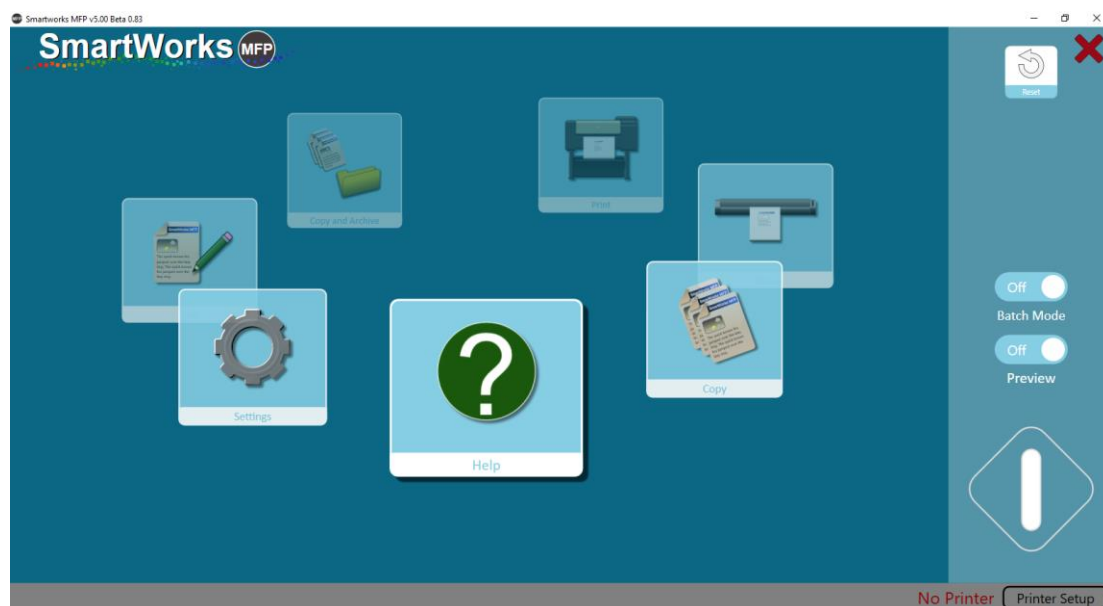 Smartworks MFP v5.00 Beta 0.83
SmartWorks MFP
Reset
Copy and Archive
Print
Settings
Help
Copy
Off
Batch Mode
Off
Preview
No Printer
Printer Setup